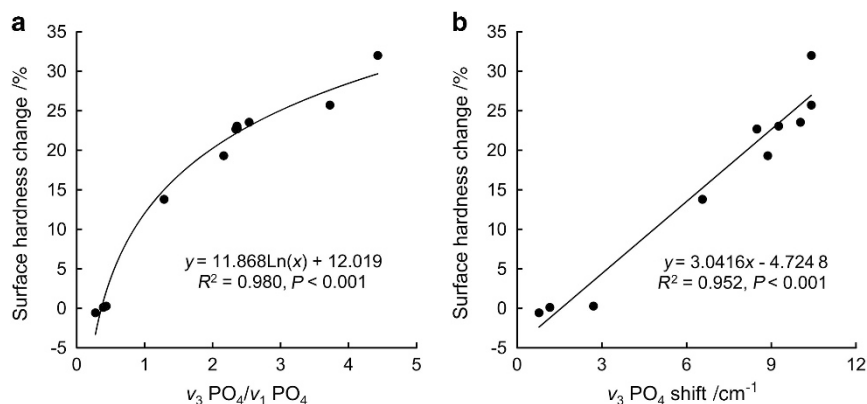 a
Surface hardness change /%
35
30
25
20
15
10
5
0
-5
y = 11.868Ln(x) + 12.019
R² = 0.980, P < 0.001
0 1 2 3 4 5
v₃ PO₄/v₁ PO₄
b
Surface hardness change /%
35
30
25
20
15
10
5
0
-5
y = 3.0416x - 4.724 8
R² = 0.952, P < 0.001
0 3 6 9 12
v₃ PO₄ shift /cm⁻¹